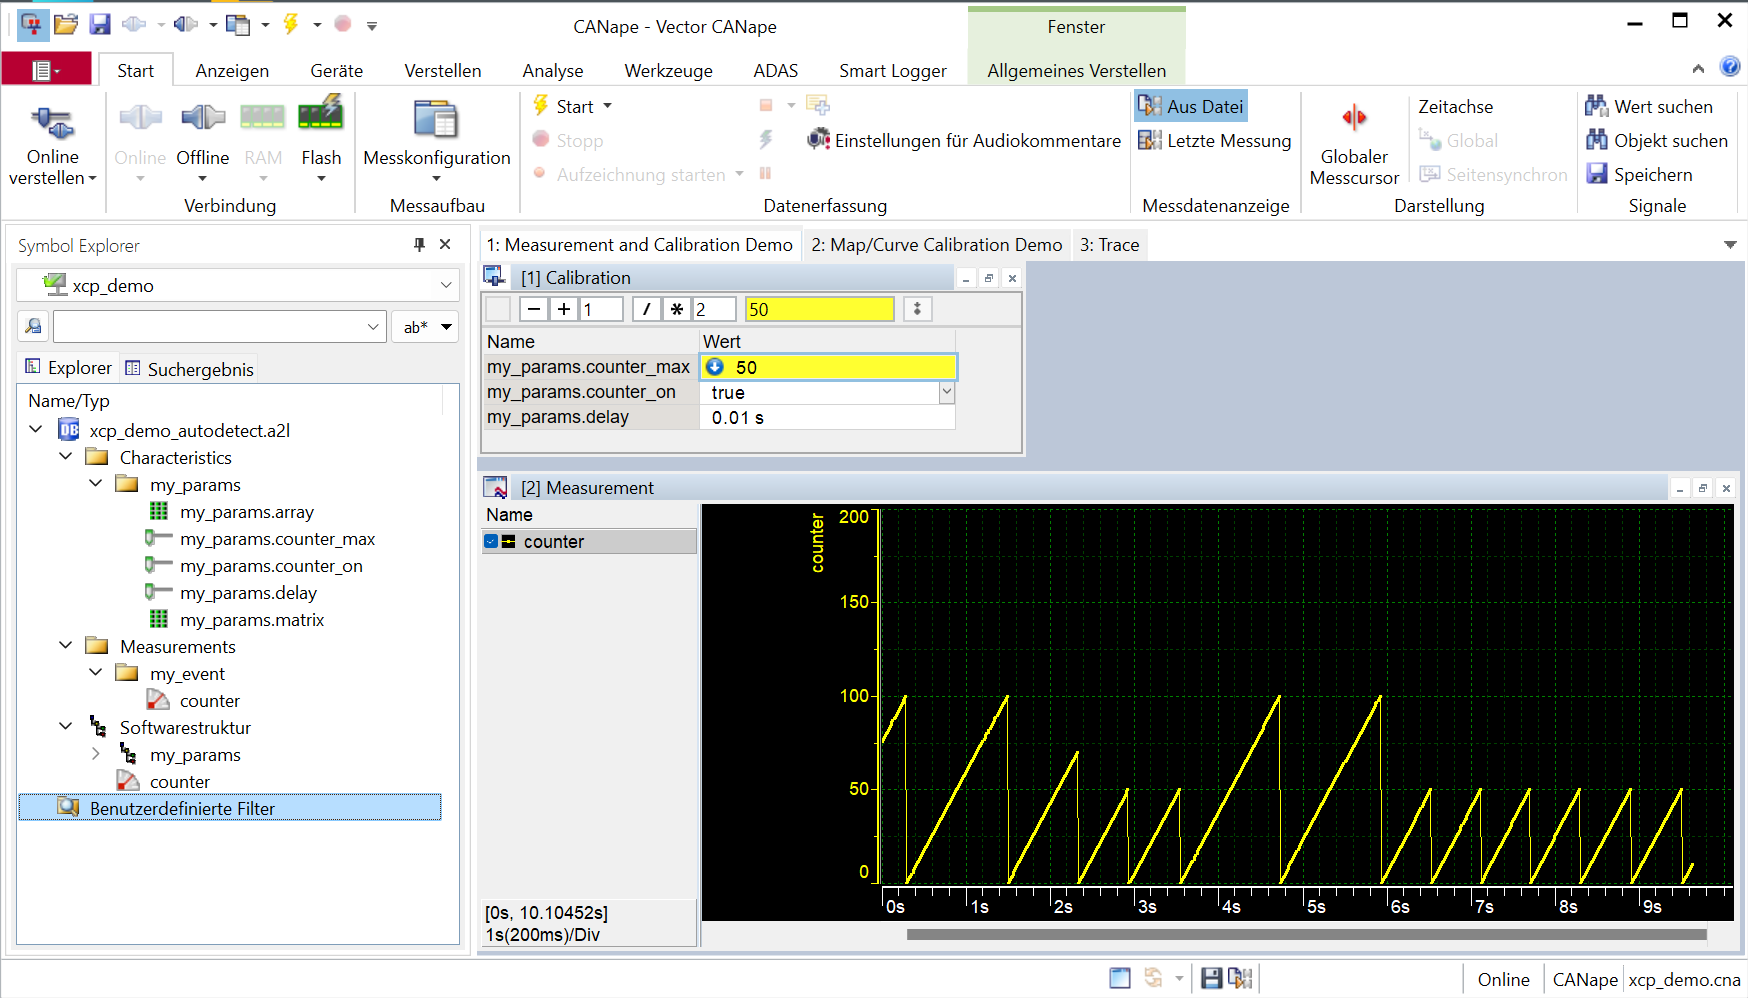 CANape - Vector CANape
Fenster
Start
Anzeigen
Geräte
Verstellen
Analyse
Werkzeuge
ADAS
Smart Logger
Allgemeines Verstellen
Online verstellen
Online
Offline
RAM
Flash
Verbindung
Messkonfiguration
Messaufbau
Start
Stopp
Aufzeichnung starten
Einstellungen für Audiokommentare
Datenerfassung
Aus Datei
Letzte Messung
Messdatenanzeige
Globaler Messcursor
Zeitachse
Global
Seitensynchron
Darstellung
Wert suchen
Objekt suchen
Speichern
Signale
Symbol Explorer
xcp_demo
ab*
Explorer
Suchergebnis
Name/Typ
DB xcp_demo_autodetect.a2l
Characteristics
my_params
my_params.array
my_params.counter_max
my_params.counter_on
my_params.delay
my_params.matrix
Measurements
my_event
counter
Softwarestruktur
my_params
counter
Benutzerdefinierte Filter
1: Measurement and Calibration Demo
2: Map/Curve Calibration Demo
3: Trace
[1] Calibration
− + 1 / * 2 50
Name Wert
my_params.counter_max 50
my_params.counter_on true
my_params.delay 0.01 s
[2] Measurement
Name
counter
[0s, 10.10452s]
1s(200ms)/Div
counter
200
150
100
50
0
0s 1s 2s 3s 4s 5s 6s 7s 8s 9s
Online CANape xcp_demo.cna